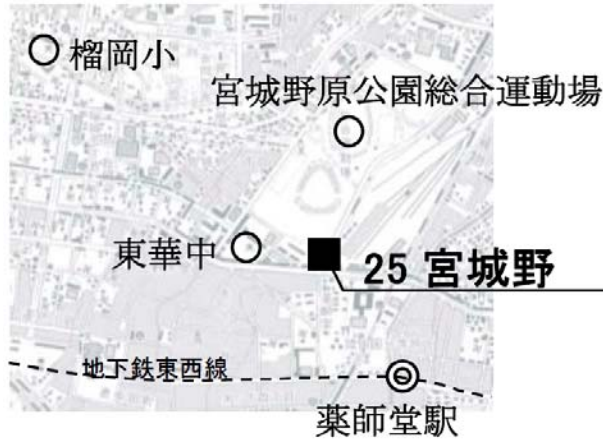 榴岡小
宮城野原公園総合運動場
東華中
25 宮城野
地下鉄東西線
薬師堂駅